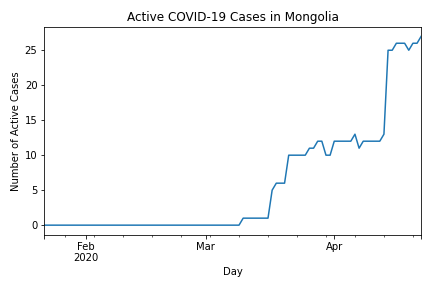 Active COVID-19 Cases in Mongolia
Number of Active Cases
25
20
15
10
5
0
Feb
2020
Mar
Apr
Day